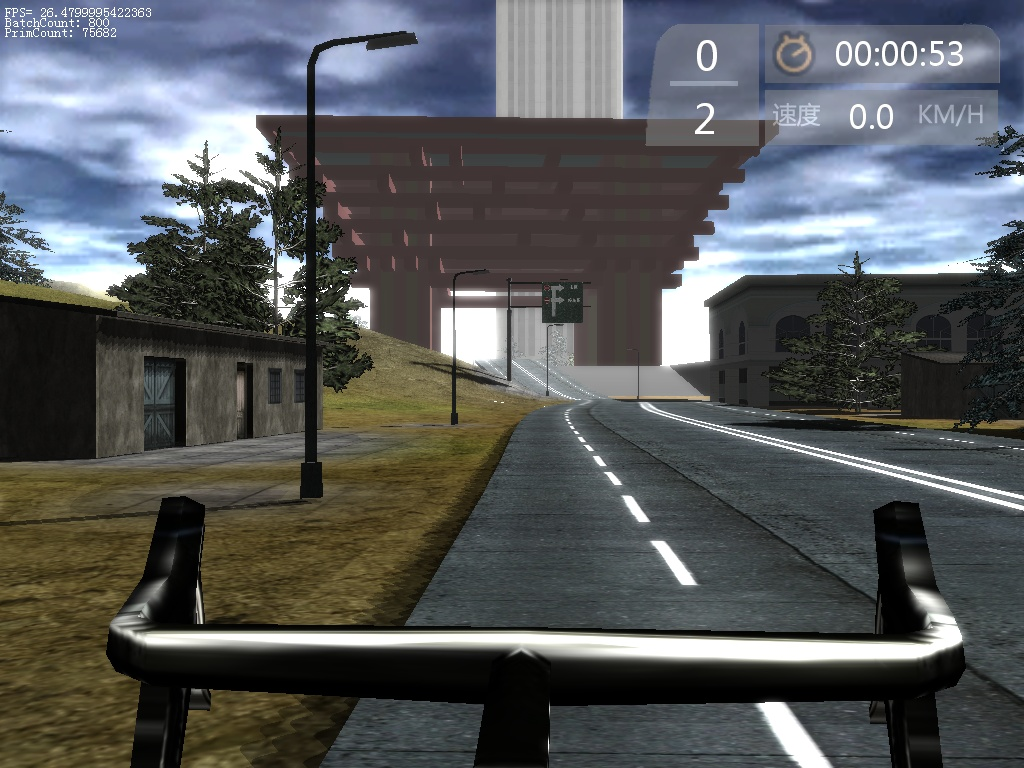 FPS= 26.4799995422363
BatchCount: 800
PrimCount: 75682
0
2
00:00:53
速度 0.0 KM/H